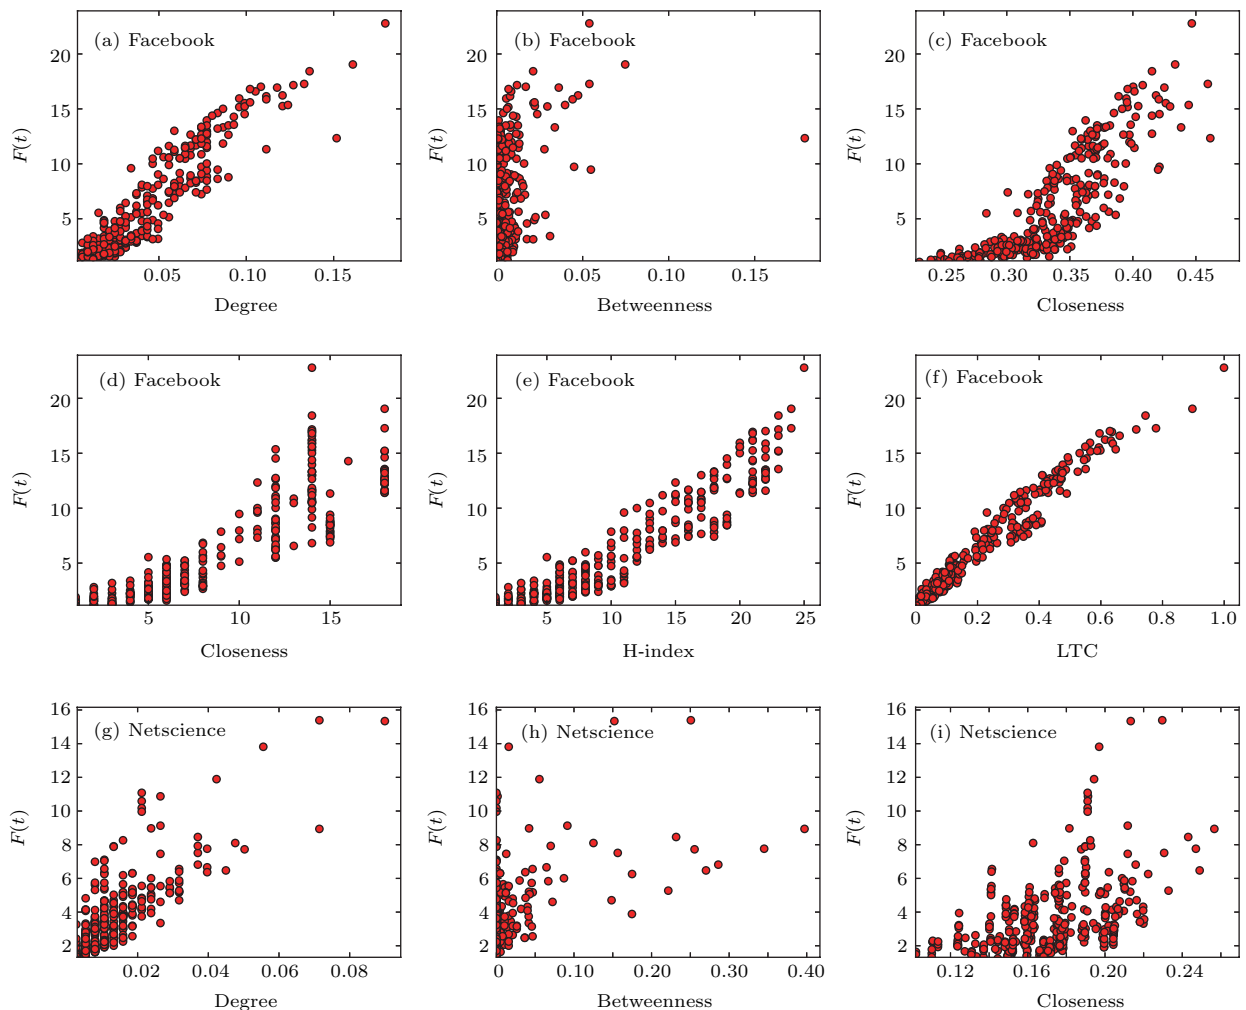 (a) Facebook
F(t)
20
15
10
5
0.05 0.10 0.15
Degree
(b) Facebook
F(t)
20
15
10
5
0 0.05 0.10 0.15
Betweenness
(c) Facebook
F(t)
20
15
10
5
0.25 0.30 0.35 0.40 0.45
Closeness
(d) Facebook
F(t)
20
15
10
5
5 10 15
Closeness
(e) Facebook
F(t)
20
15
10
5
5 10 15 20 25
H-index
(f) Facebook
F(t)
20
15
10
5
0 0.2 0.4 0.6 0.8 1.0
LTC
(g) Netscience
F(t)
16
14
12
10
8
6
4
2
0.02 0.04 0.06 0.08
Degree
(h) Netscience
F(t)
16
14
12
10
8
6
4
2
0 0.10 0.20 0.30 0.40
Betweenness
(i) Netscience
F(t)
16
14
12
10
8
6
4
2
0.12 0.16 0.20 0.24
Closeness